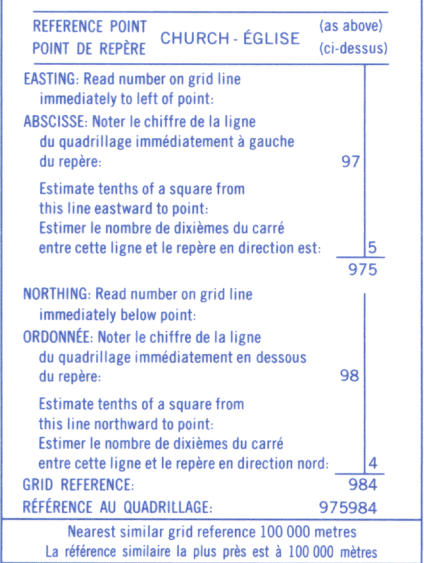 REFERENCE POINT CHURCH - ÉGLISE (as above)
POINT DE REPÈRE (ci-dessus)
EASTING: Read number on grid line
immediately to left of point:
ABSCISSE: Noter le chiffre de la ligne
du quadrillage immédiatement à gauche
du repère: 97
Estimate tenths of a square from
this line eastward to point:
Estimer le nombre de dixièmes du carré
entre cette ligne et le repère en direction est: 5
975
NORTHING: Read number on grid line
immediately below point:
ORDONNÉE: Noter le chiffre de la ligne
du quadrillage immédiatement en dessous
du repère: 98
Estimate tenths of a square from
this line northward to point:
Estimer le nombre de dixièmes du carré
entre cette ligne et le repère en direction nord: 4
GRID REFERENCE: 984
RÉFÉRENCE AU QUADRILLAGE: 975984
Nearest similar grid reference 100 000 metres
La référence similaire la plus près est à 100 000 mètres